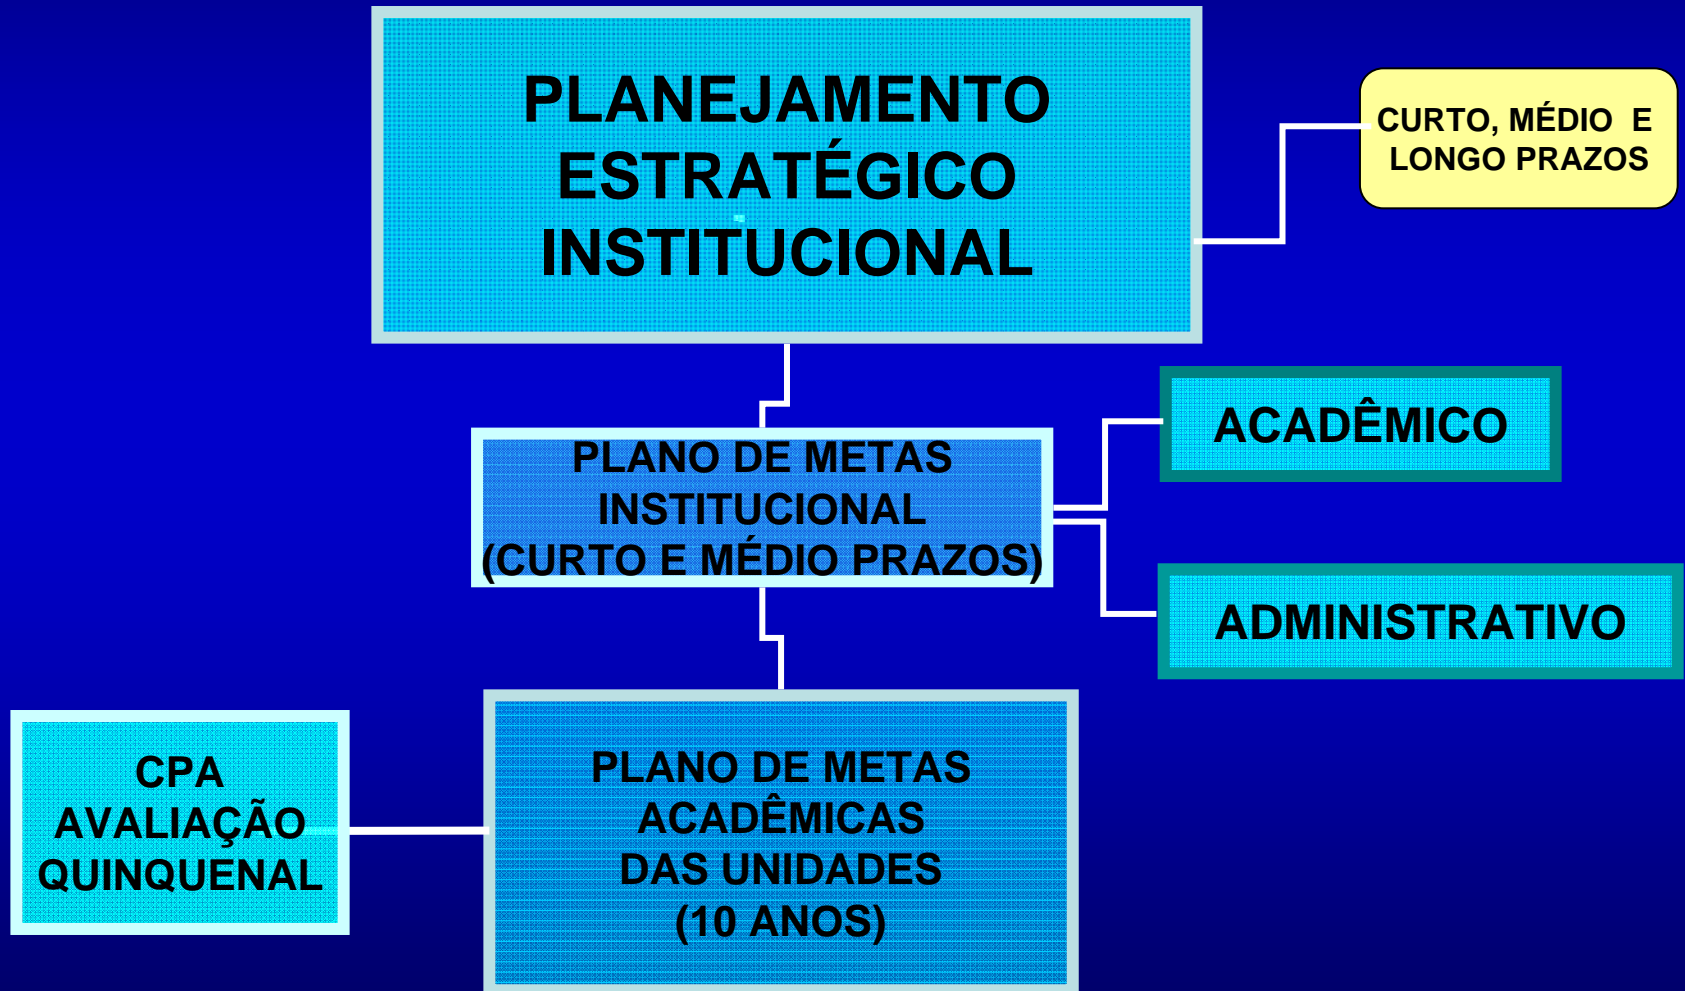 PLANEJAMENTO
ESTRATÉGICO
INSTITUCIONAL
CURTO, MÉDIO E
LONGO PRAZOS
PLANO DE METAS
INSTITUCIONAL
(CURTO E MÉDIO PRAZOS)
ACADÊMICO
ADMINISTRATIVO
CPA
AVALIAÇÃO
QUINQUENAL
PLANO DE METAS
ACADÊMICAS
DAS UNIDADES
(10 ANOS)